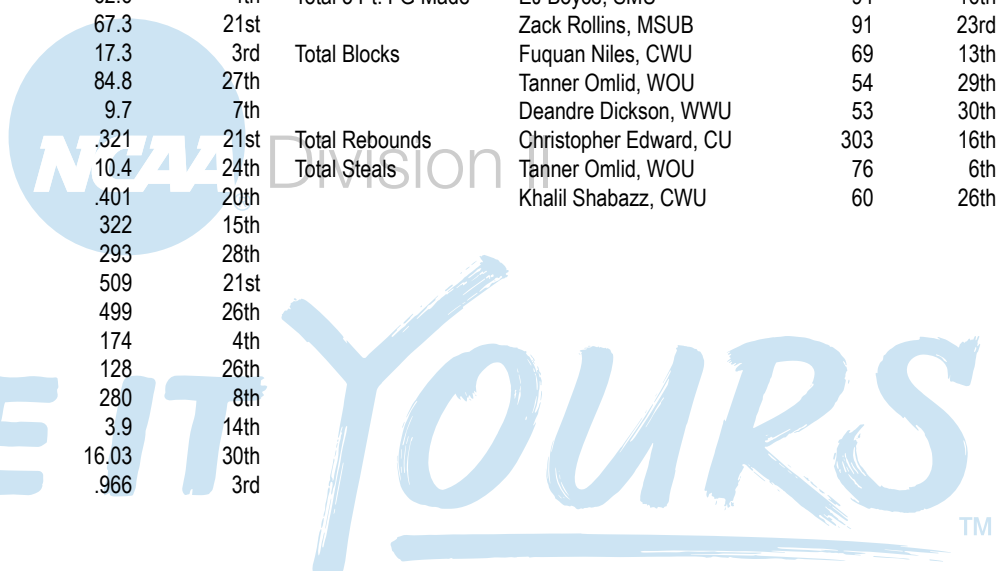 67.3 21st Zack Rollins, MSUB 91 23rd
17.3 3rd Total Blocks Fuquan Niles, CWU 69 13th
84.8 27th Tanner Omlid, WOU 54 29th
9.7 7th Deandre Dickson, WWU 53 30th
.321 21st Total Rebounds Christopher Edward, CU 303 16th
10.4 24th Total Steals Tanner Omlid, WOU 76 6th
.401 20th Khalil Shabazz, CWU 60 26th
322 15th
293 28th
509 21st
499 26th
174 4th
128 26th
280 8th
3.9 14th
16.03 30th
.966 3rd
NCAA Division II
E IT YOURS
TM